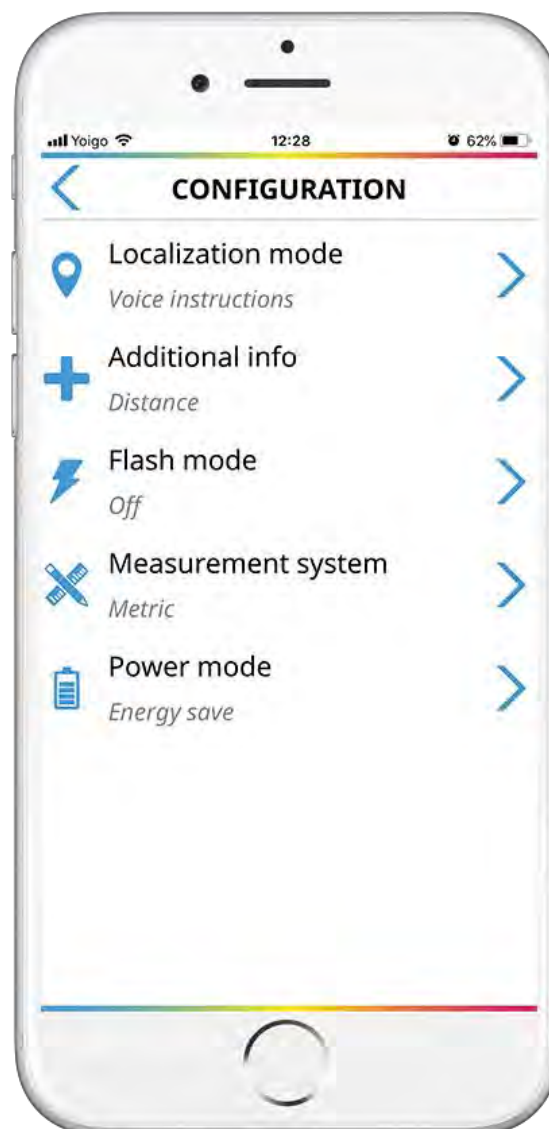 Yoigo 12:28 62%
CONFIGURATION
Localization mode
Voice instructions
Additional info
Distance
Flash mode
Off
Measurement system
Metric
Power mode
Energy save